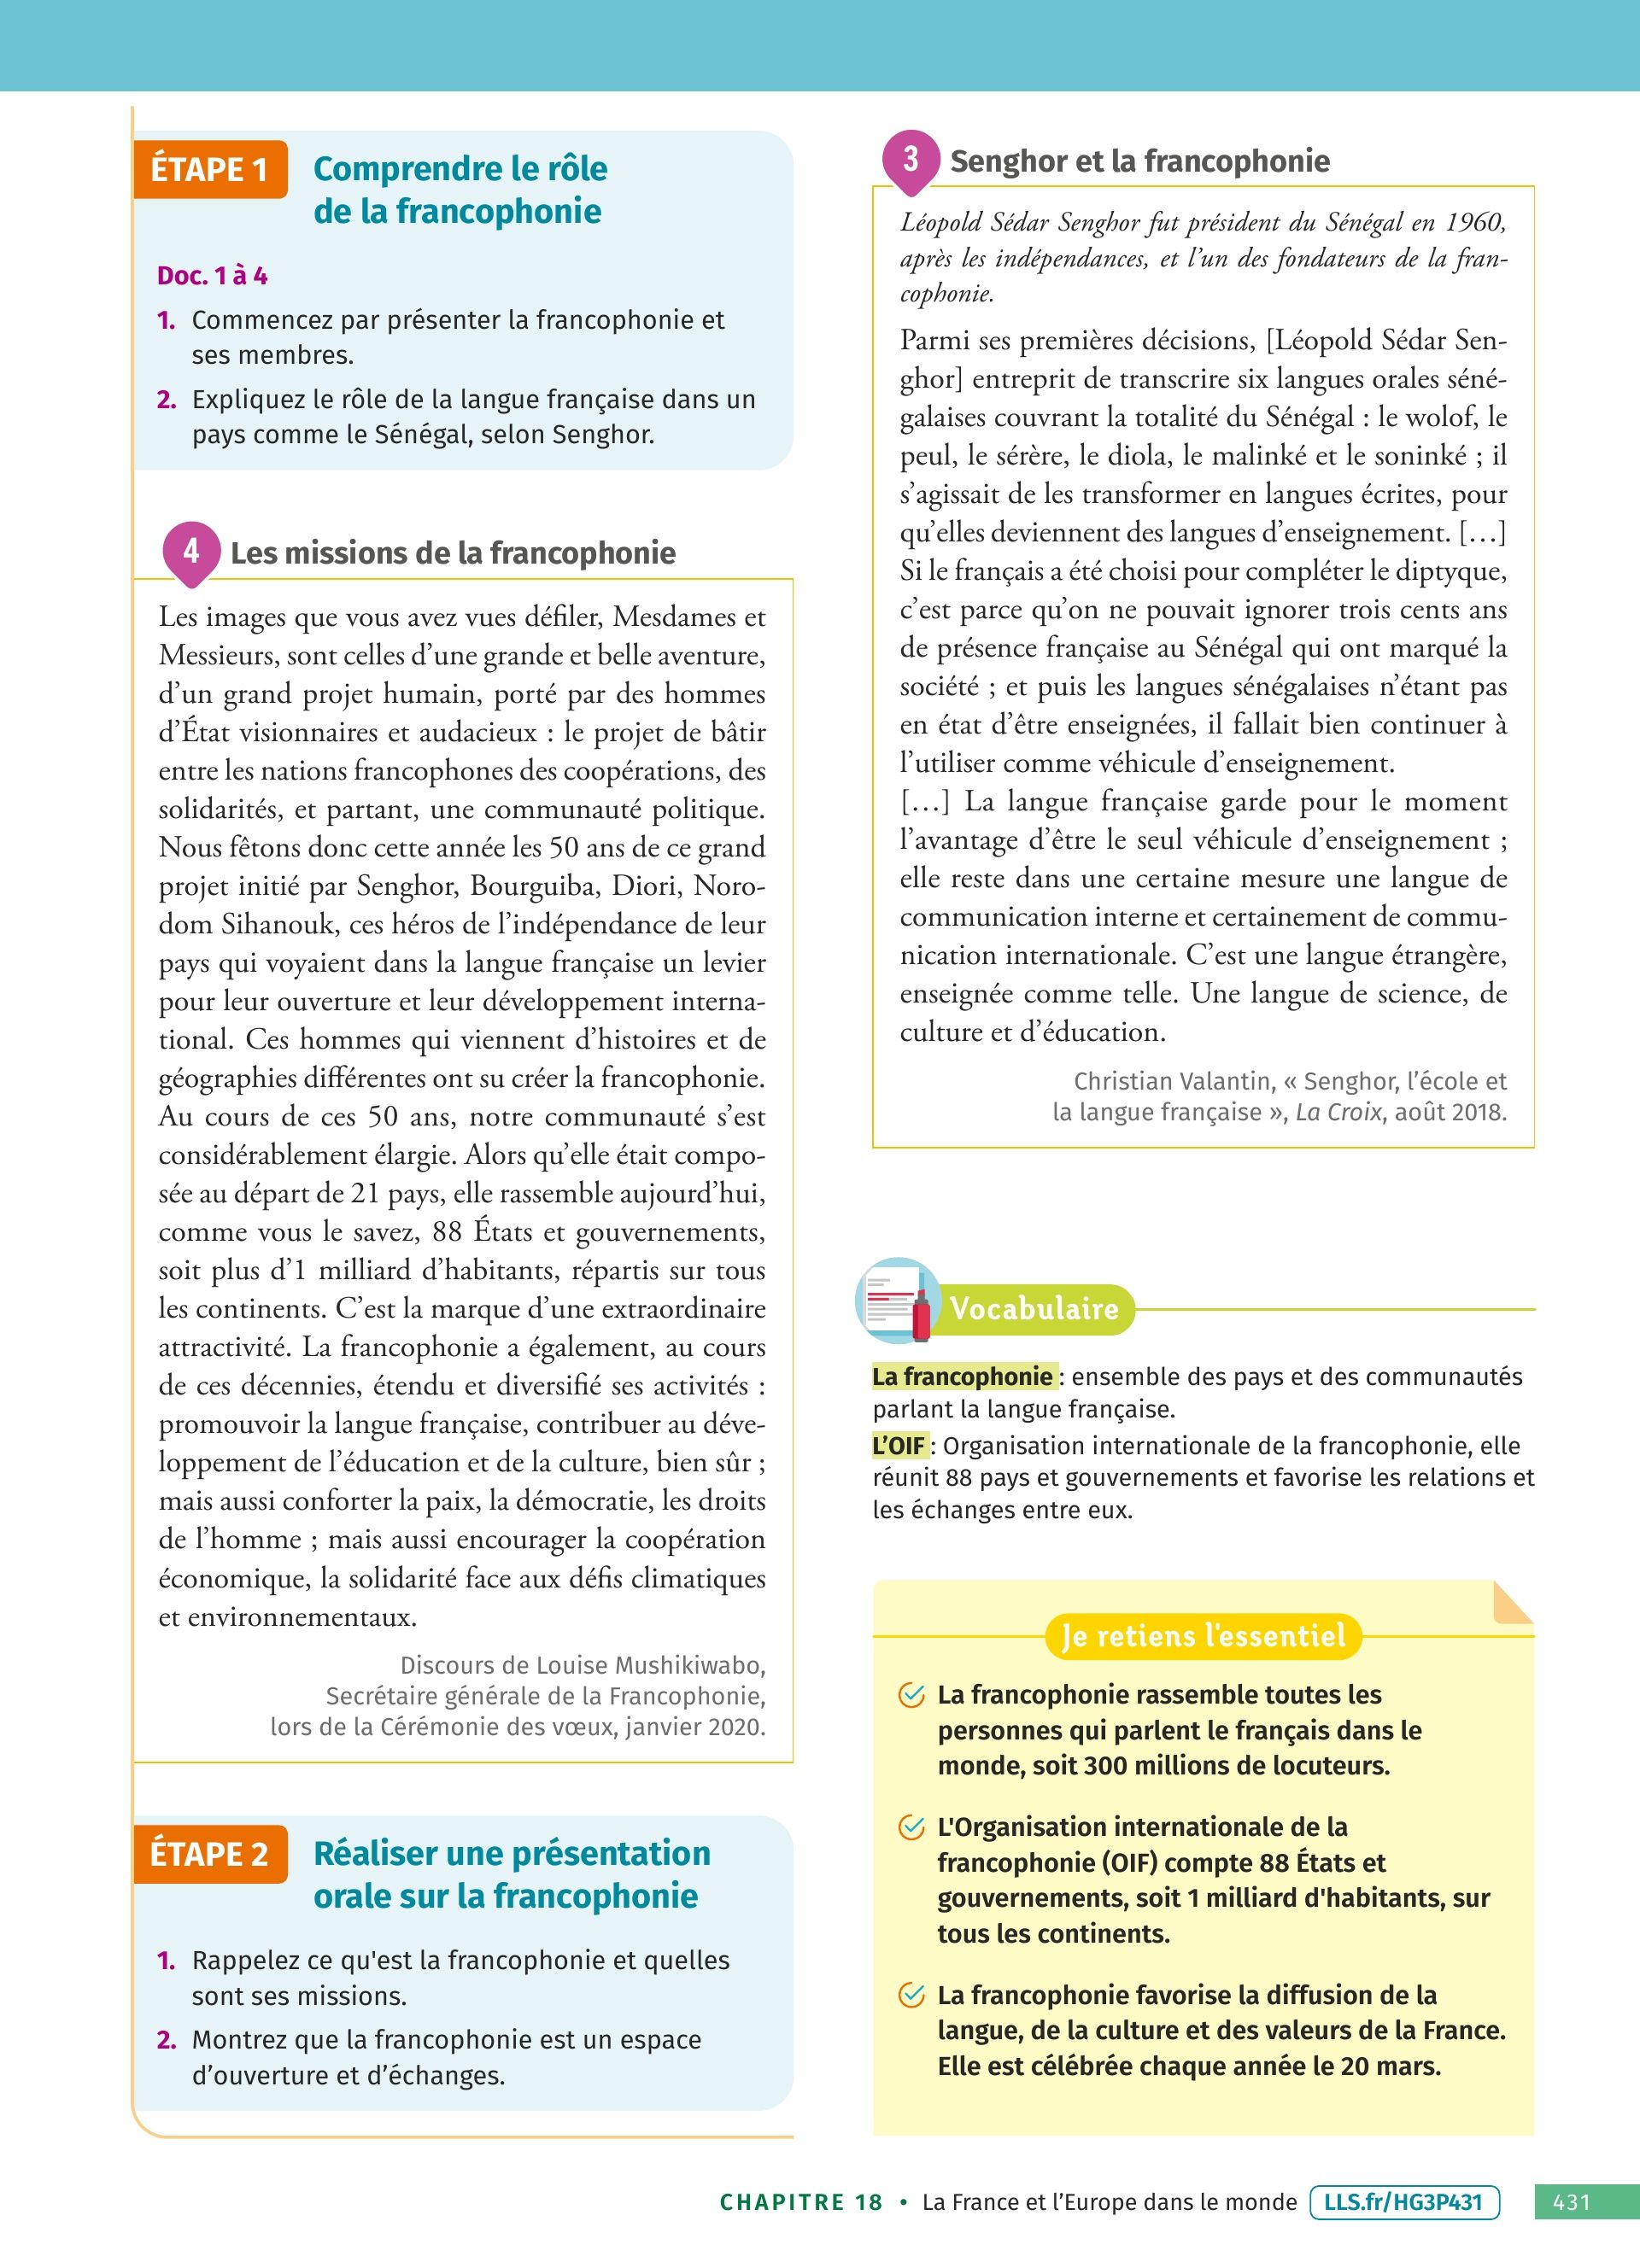 ÉTAPE 1
Comprendre le rôle
de la francophonie
Doc. 1 à 4
1. Commencez par présenter la francophonie et
ses membres.
2. Expliquez le rôle de la langue française dans un
pays comme le Sénégal, selon Senghor.
4 Les missions de la francophonie
Les images que vous avez vues défiler, Mesdames et
Messieurs, sont celles d’une grande et belle aventure,
d’un grand projet humain, porté par des hommes
d’État visionnaires et audacieux : le projet de bâtir
entre les nations francophones des coopérations, des
solidarités, et partant, une communauté politique.
Nous fêtons donc cette année les 50 ans de ce grand
projet initié par Senghor, Bourguiba, Diori, Noro-
dom Sihanouk, ces héros de l’indépendance de leur
pays qui voyaient dans la langue française un levier
pour leur ouverture et leur développement interna-
tional. Ces hommes qui viennent d’histoires et de
géographies différentes ont su créer la francophonie.
Au cours de ces 50 ans, notre communauté s’est
considérablement élargie. Alors qu’elle était compo-
sée au départ de 21 pays, elle rassemble aujourd’hui,
comme vous le savez, 88 États et gouvernements,
soit plus d’1 milliard d’habitants, répartis sur tous
les continents. C’est la marque d’une extraordinaire
attractivité. La francophonie a également, au cours
de ces décennies, étendu et diversifié ses activités :
promouvoir la langue française, contribuer au déve-
loppement de l’éducation et de la culture, bien sûr ;
mais aussi conforter la paix, la démocratie, les droits
de l’homme ; mais aussi encourager la coopération
économique, la solidarité face aux défis climatiques
et environnementaux.
Discours de Louise Mushikiwabo,
Secrétaire générale de la Francophonie,
lors de la Cérémonie des vœux, janvier 2020.
ÉTAPE 2
Réaliser une présentation
orale sur la francophonie
1. Rappelez ce qu'est la francophonie et quelles
sont ses missions.
2. Montrez que la francophonie est un espace
d’ouverture et d’échanges.
3 Senghor et la francophonie
Léopold Sédar Senghor fut président du Sénégal en 1960,
après les indépendances, et l’un des fondateurs de la fran-
cophonie.
Parmi ses premières décisions, [Léopold Sédar Sen-
ghor] entreprit de transcrire six langues orales séné-
galaises couvrant la totalité du Sénégal : le wolof, le
peul, le sérère, le diola, le malinké et le soninké ; il
s’agissait de les transformer en langues écrites, pour
qu’elles deviennent des langues d’enseignement. […]
Si le français a été choisi pour compléter le diptyque,
c’est parce qu’on ne pouvait ignorer trois cents ans
de présence française au Sénégal qui ont marqué la
société ; et puis les langues sénégalaises n’étant pas
en état d’être enseignées, il fallait bien continuer à
l’utiliser comme véhicule d’enseignement.
[…] La langue française garde pour le moment
l’avantage d’être le seul véhicule d’enseignement ;
elle reste dans une certaine mesure une langue de
communication interne et certainement de commu-
nication internationale. C’est une langue étrangère,
enseignée comme telle. Une langue de science, de
culture et d’éducation.
Christian Valantin, « Senghor, l’école et
la langue française », La Croix, août 2018.
Vocabulaire
La francophonie : ensemble des pays et des communautés
parlant la langue française.
L’OIF : Organisation internationale de la francophonie, elle
réunit 88 pays et gouvernements et favorise les relations et
les échanges entre eux.
Je retiens l'essentiel
La francophonie rassemble toutes les
personnes qui parlent le français dans le
monde, soit 300 millions de locuteurs.
L'Organisation internationale de la
francophonie (OIF) compte 88 États et
gouvernements, soit 1 milliard d'habitants, sur
tous les continents.
La francophonie favorise la diffusion de la
langue, de la culture et des valeurs de la France.
Elle est célébrée chaque année le 20 mars.
CHAPITRE 18 • La France et l’Europe dans le monde LLS.fr/HG3P431 431